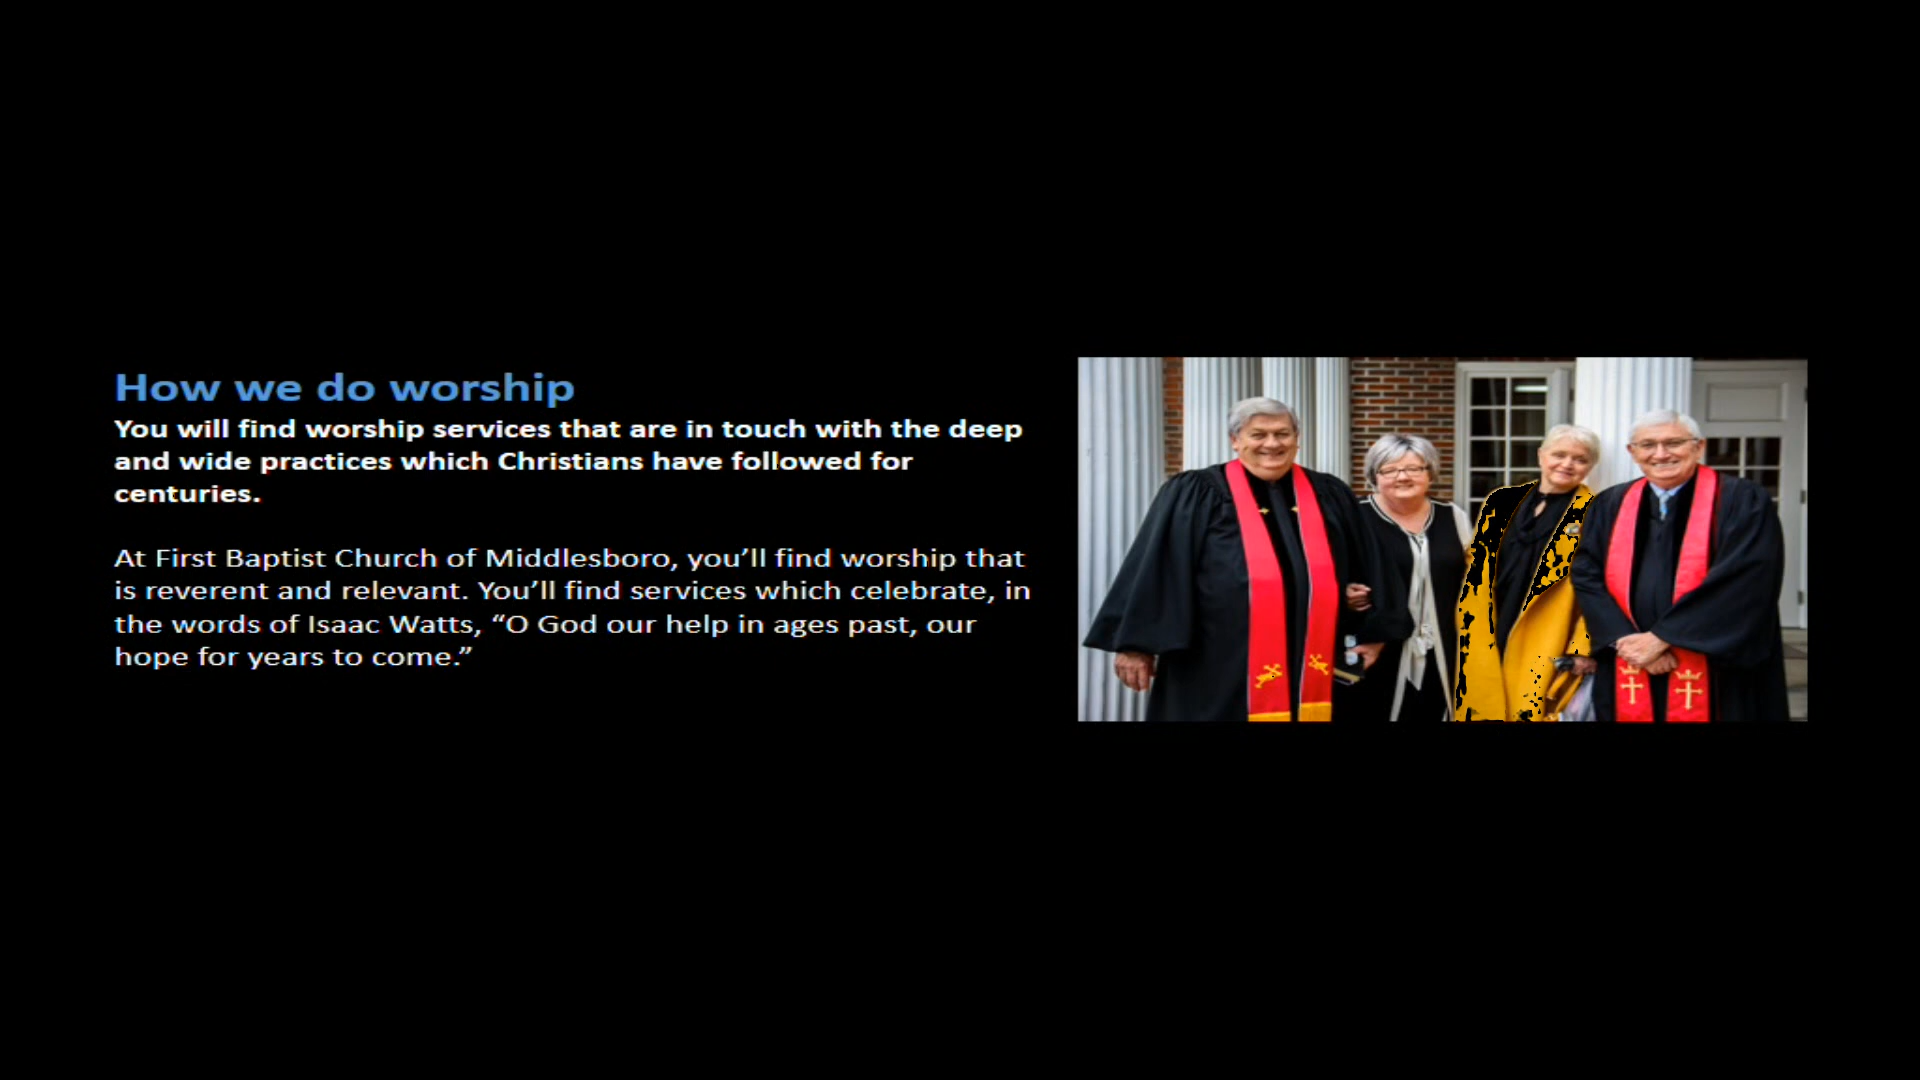 How we do worship
You will find worship services that are in touch with the deep
and wide practices which Christians have followed for
centuries.
At First Baptist Church of Middlesboro, you’ll find worship that
is reverent and relevant. You’ll find services which celebrate, in
the words of Isaac Watts, “O God our help in ages past, our
hope for years to come.”